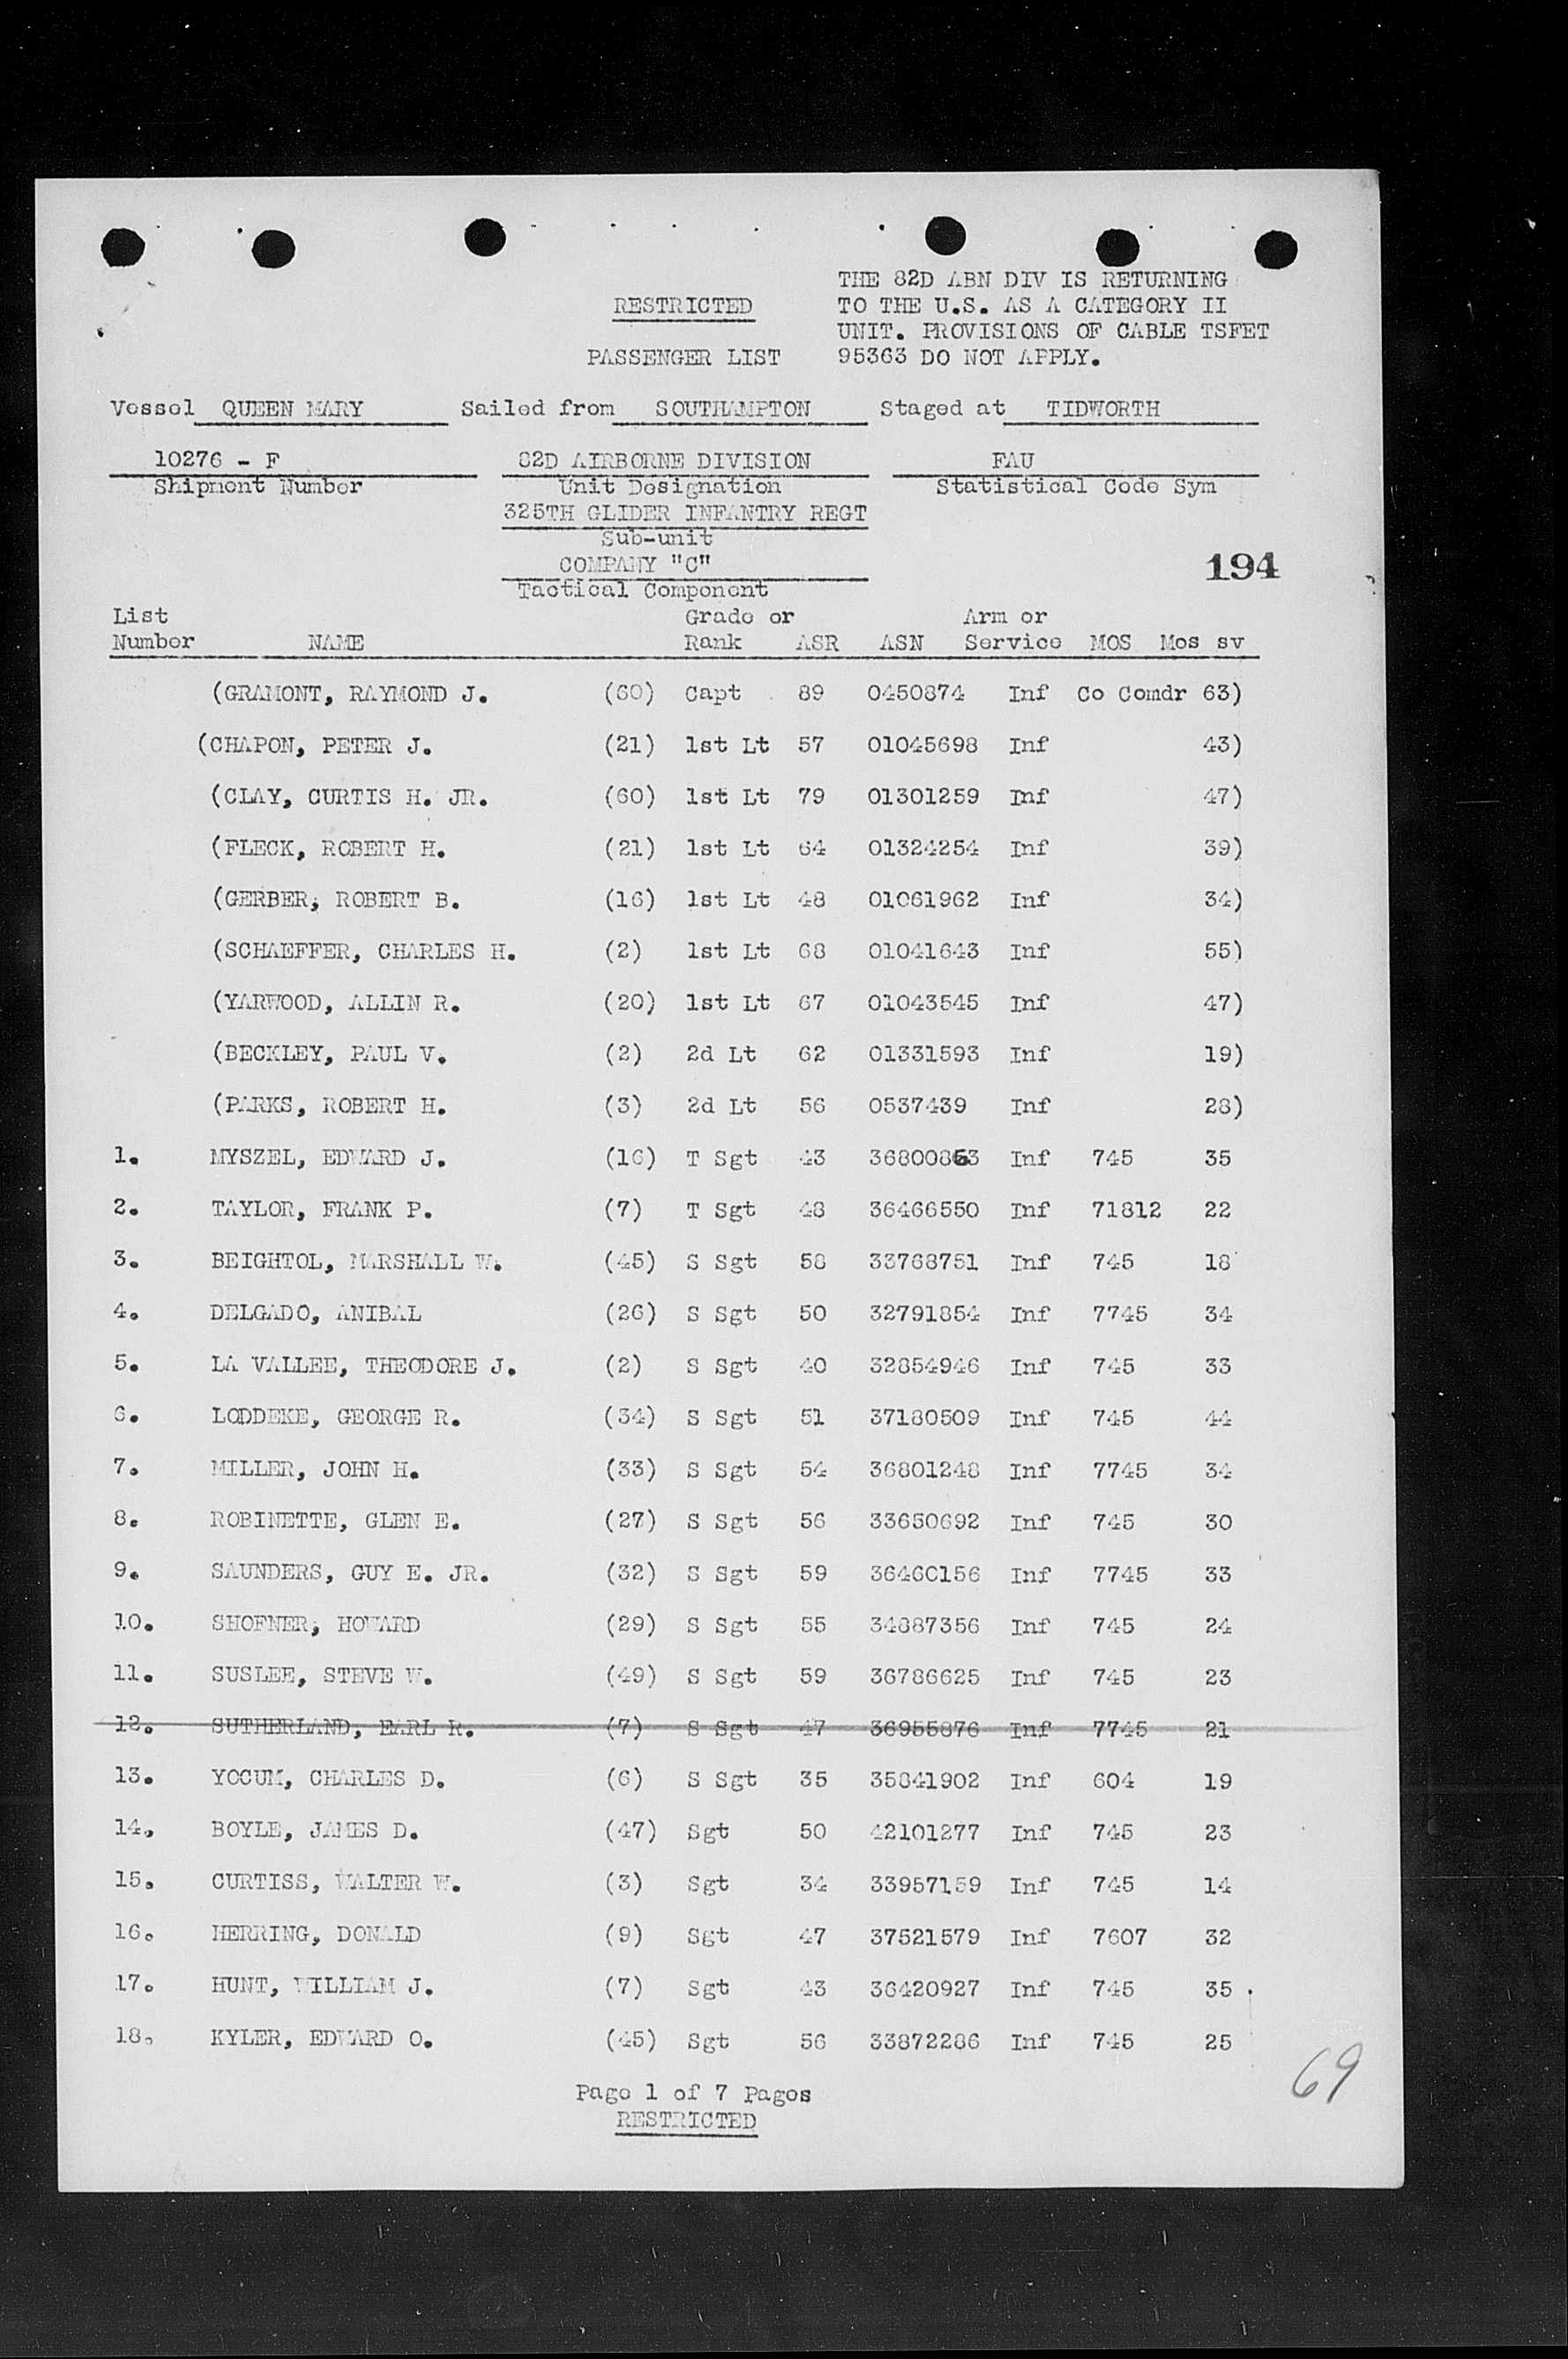 THE 82D ABN DIV IS RETURNING
RESTRICTED TO THE U.S. AS A CATEGORY II
UNIT. PROVISIONS OF CABLE TSFET
PASSENGER LIST 95363 DO NOT APPLY.
Vessel QUEEN MARY Sailed from SOUTHAMPTON Staged at TIDWORTH
10276 - F 82D AIRBORNE DIVISION FAU
Shipment Number Unit Designation Statistical Code Sym
325TH GLIDER INFANTRY REGT
Sub-unit
COMPANY "C" 194
Tactical Component
List Grade or Arm or
Number NAME Rank ASR ASN Service MOS Mos sv
(GRAMONT, RAYMOND J. (60) Capt 89 0450874 Inf Co Comdr 63)
(CHAPON, PETER J. (21) 1st Lt 57 01045698 Inf 43)
(CLAY, CURTIS H. JR. (60) 1st Lt 79 01301259 Inf 47)
(FLECK, ROBERT H. (21) 1st Lt 64 01324254 Inf 39)
(GERBER, ROBERT B. (16) 1st Lt 48 01061962 Inf 34)
(SCHAEFFER, CHARLES H. (2) 1st Lt 68 01041643 Inf 55)
(YARWOOD, ALLIN R. (20) 1st Lt 67 01043545 Inf 47)
(BECKLEY, PAUL V. (2) 2d Lt 62 01331593 Inf 19)
(PARKS, ROBERT H. (3) 2d Lt 56 0537439 Inf 28)
1. MYSZEL, EDWARD J. (16) T Sgt 43 36800863 Inf 745 35
2. TAYLOR, FRANK P. (7) T Sgt 48 36466550 Inf 71812 22
3. BEIGHTOL, MARSHALL W. (45) S Sgt 58 33768751 Inf 745 18
4. DELGADO, ANIBAL (26) S Sgt 50 32791854 Inf 7745 34
5. LA VALLEE, THEODORE J. (2) S Sgt 40 32854946 Inf 745 33
6. LODDEKE, GEORGE R. (34) S Sgt 51 37180509 Inf 745 44
7. MILLER, JOHN H. (33) S Sgt 54 36801248 Inf 7745 34
8. ROBINETTE, GLEN E. (27) S Sgt 56 33650692 Inf 745 30
9. SAUNDERS, GUY E. JR. (32) S Sgt 59 36460156 Inf 7745 33
10. SHOFNER, HOWARD (29) S Sgt 55 34887356 Inf 745 24
11. SUSLEE, STEVE W. (49) S Sgt 59 36786625 Inf 745 23
12. SUTHERLAND, EARL R. (7) S Sgt 47 36955876 Inf 7745 21
13. YOCUM, CHARLES D. (6) S Sgt 35 35841902 Inf 604 19
14. BOYLE, JAMES D. (47) Sgt 50 42101277 Inf 745 23
15. CURTISS, WALTER W. (3) Sgt 34 33957159 Inf 745 14
16. HERRING, DONALD (9) Sgt 47 37521579 Inf 7607 32
17. HUNT, WILLIAM J. (7) Sgt 43 36420927 Inf 745 35
18. KYLER, EDWARD O. (45) Sgt 56 33872286 Inf 745 25
69
Page 1 of 7 Pages
RESTRICTED